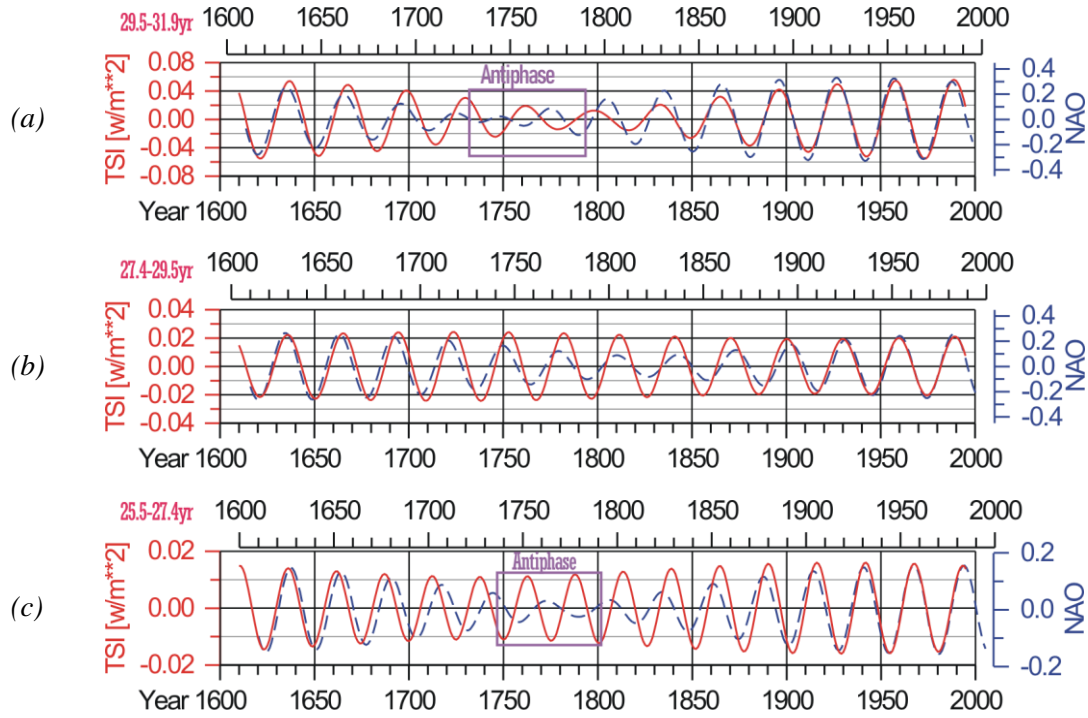 29.5-31.9yr
1600 1650 1700 1750 1800 1850 1900 1950 2000
(a)
TSI [w/m**2]
0.08
0.04
0.00
-0.04
-0.08
Antiphase
0.4
0.2
0.0
-0.2
-0.4
NAO
Year 1600 1650 1700 1750 1800 1850 1900 1950 2000
27.4-29.5yr
1600 1650 1700 1750 1800 1850 1900 1950 2000
(b)
TSI [w/m**2]
0.04
0.02
0.00
-0.02
-0.04
0.4
0.2
0.0
-0.2
-0.4
NAO
Year 1600 1650 1700 1750 1800 1850 1900 1950 2000
25.5-27.4yr
1600 1650 1700 1750 1800 1850 1900 1950 2000
(c)
TSI [w/m**2]
0.02
0.00
-0.02
Antiphase
0.2
0.0
-0.2
NAO
Year 1600 1650 1700 1750 1800 1850 1900 1950 2000